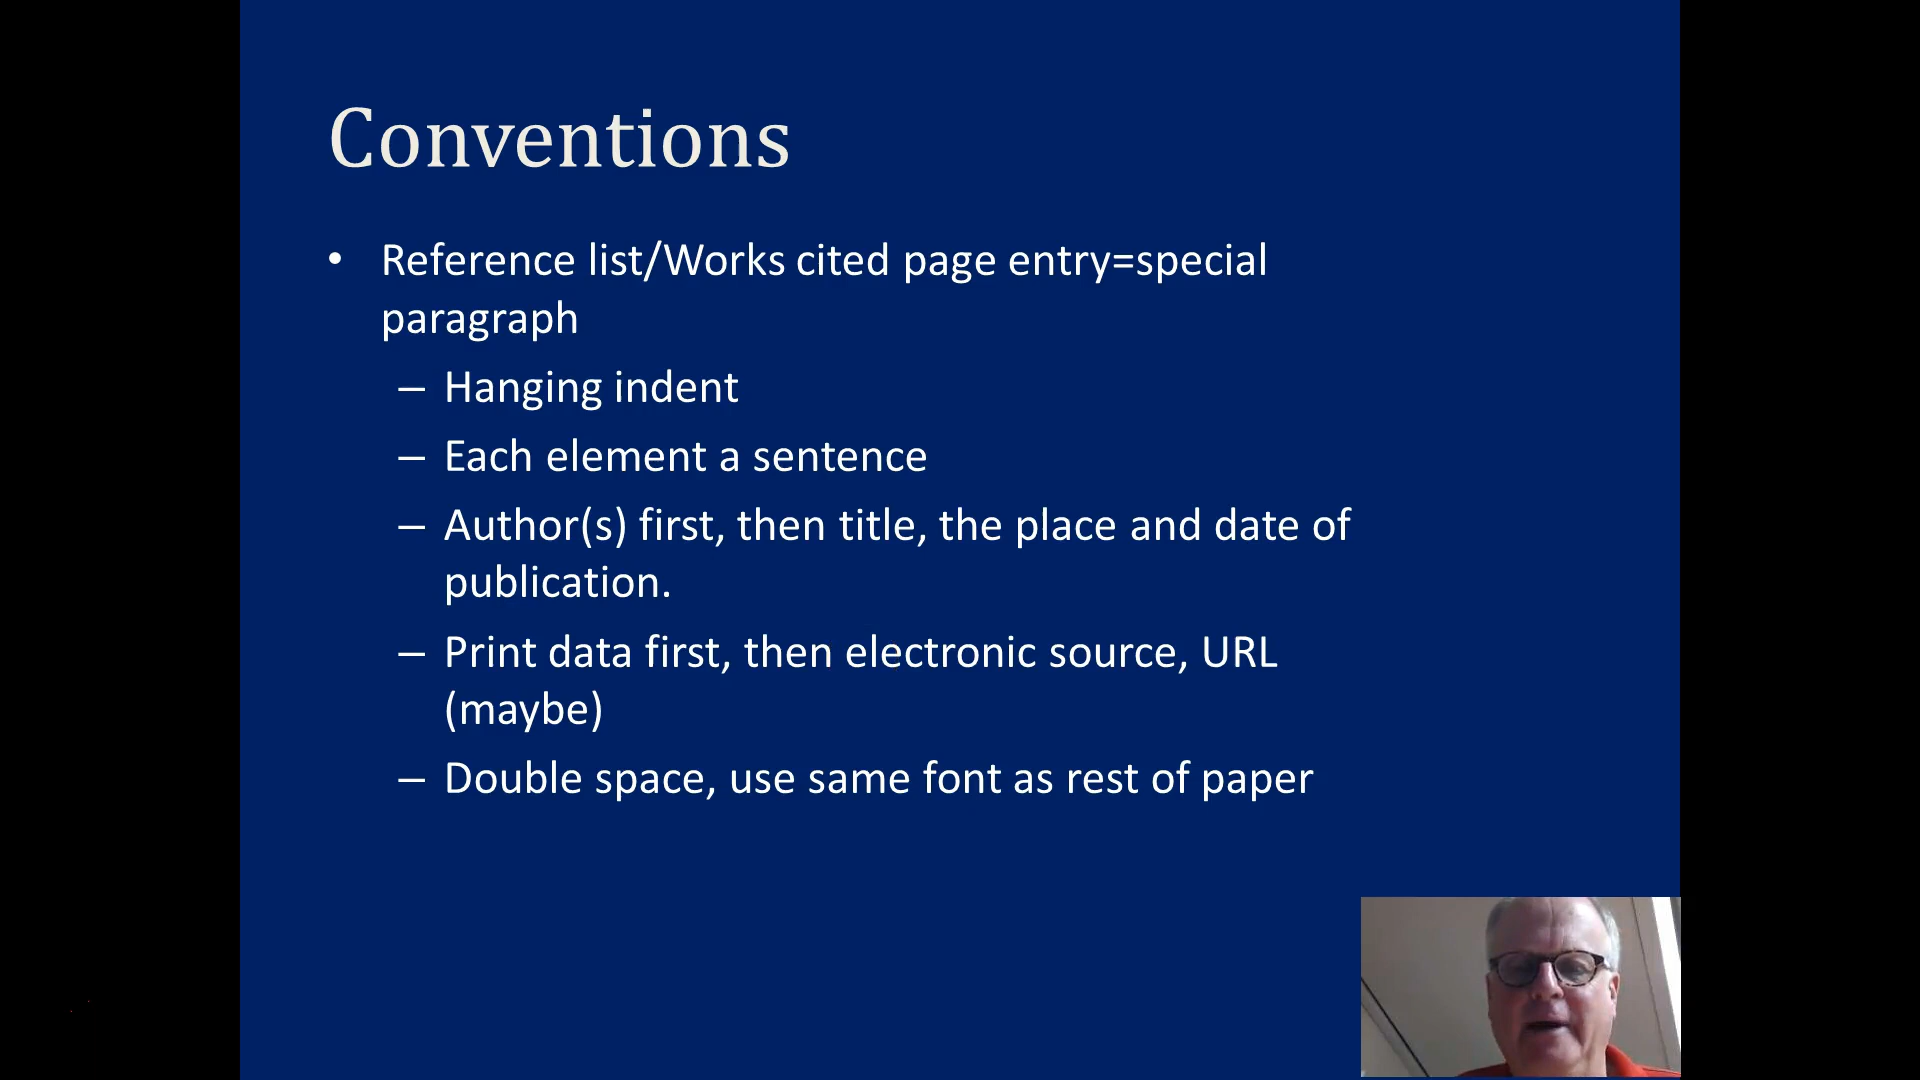 Conventions
• Reference list/Works cited page entry=special
paragraph
– Hanging indent
– Each element a sentence
– Author(s) first, then title, the place and date of
publication.
– Print data first, then electronic source, URL
(maybe)
– Double space, use same font as rest of paper